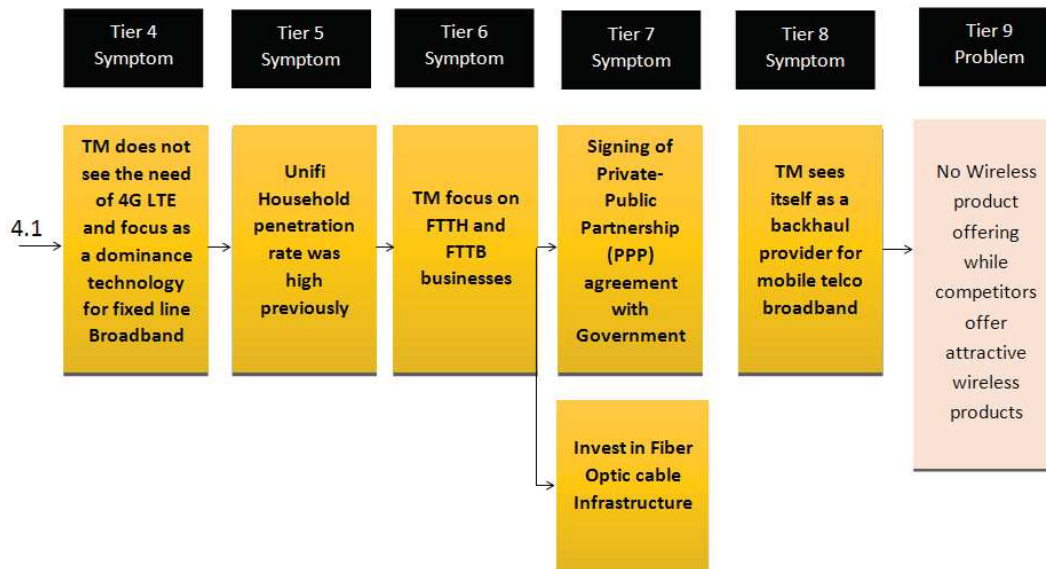 Tier 4
Symptom
Tier 5
Symptom
Tier 6
Symptom
Tier 7
Symptom
Tier 8
Symptom
Tier 9
Problem
4.1
TM does not
see the need
of 4G LTE
and focus as
a dominance
technology
for fixed line
Broadband
Unifi
Household
penetration
rate was
high
previously
TM focus on
FTTH and
FTTB
businesses
Signing of
Private-
Public
Partnership
(PPP)
agreement
with
Government
TM sees
itself as a
backhaul
provider for
mobile telco
broadband
No Wireless
product
offering
while
competitors
offer
attractive
wireless
products
Invest in Fiber
Optic cable
Infrastructure